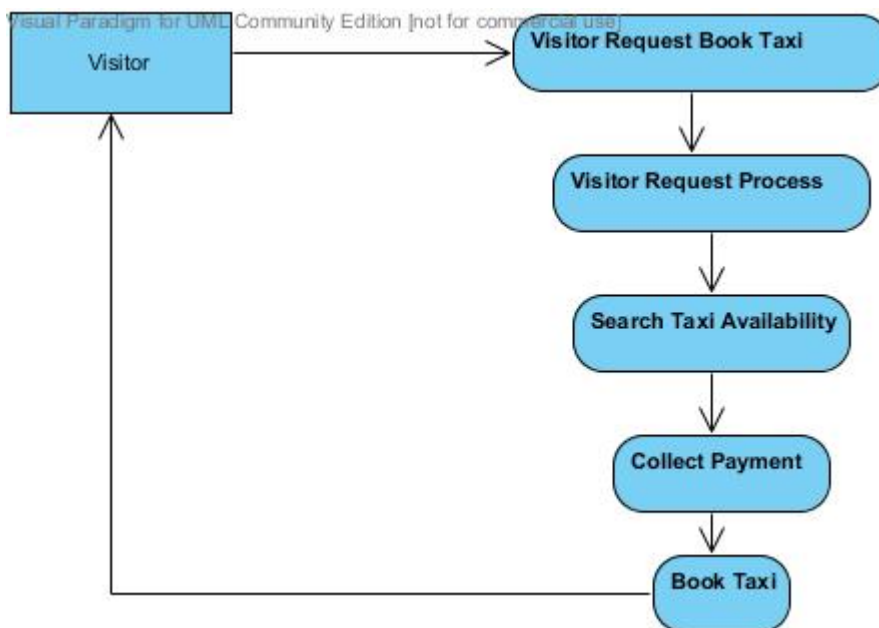 Visual Paradigm for UML Community Edition [not for commercial use]
Visitor
Visitor Request Book Taxi
Visitor Request Process
Search Taxi Availability
Collect Payment
Book Taxi